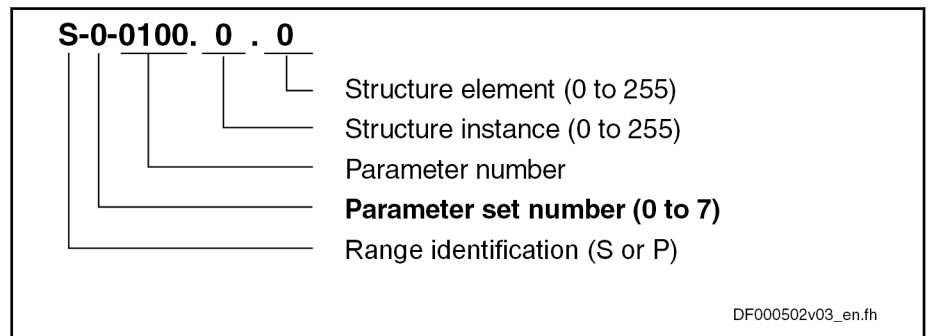 S-0-0100. 0 . 0
Structure element (0 to 255)
Structure instance (0 to 255)
Parameter number
Parameter set number (0 to 7)
Range identification (S or P)
DF000502v03_en.fh